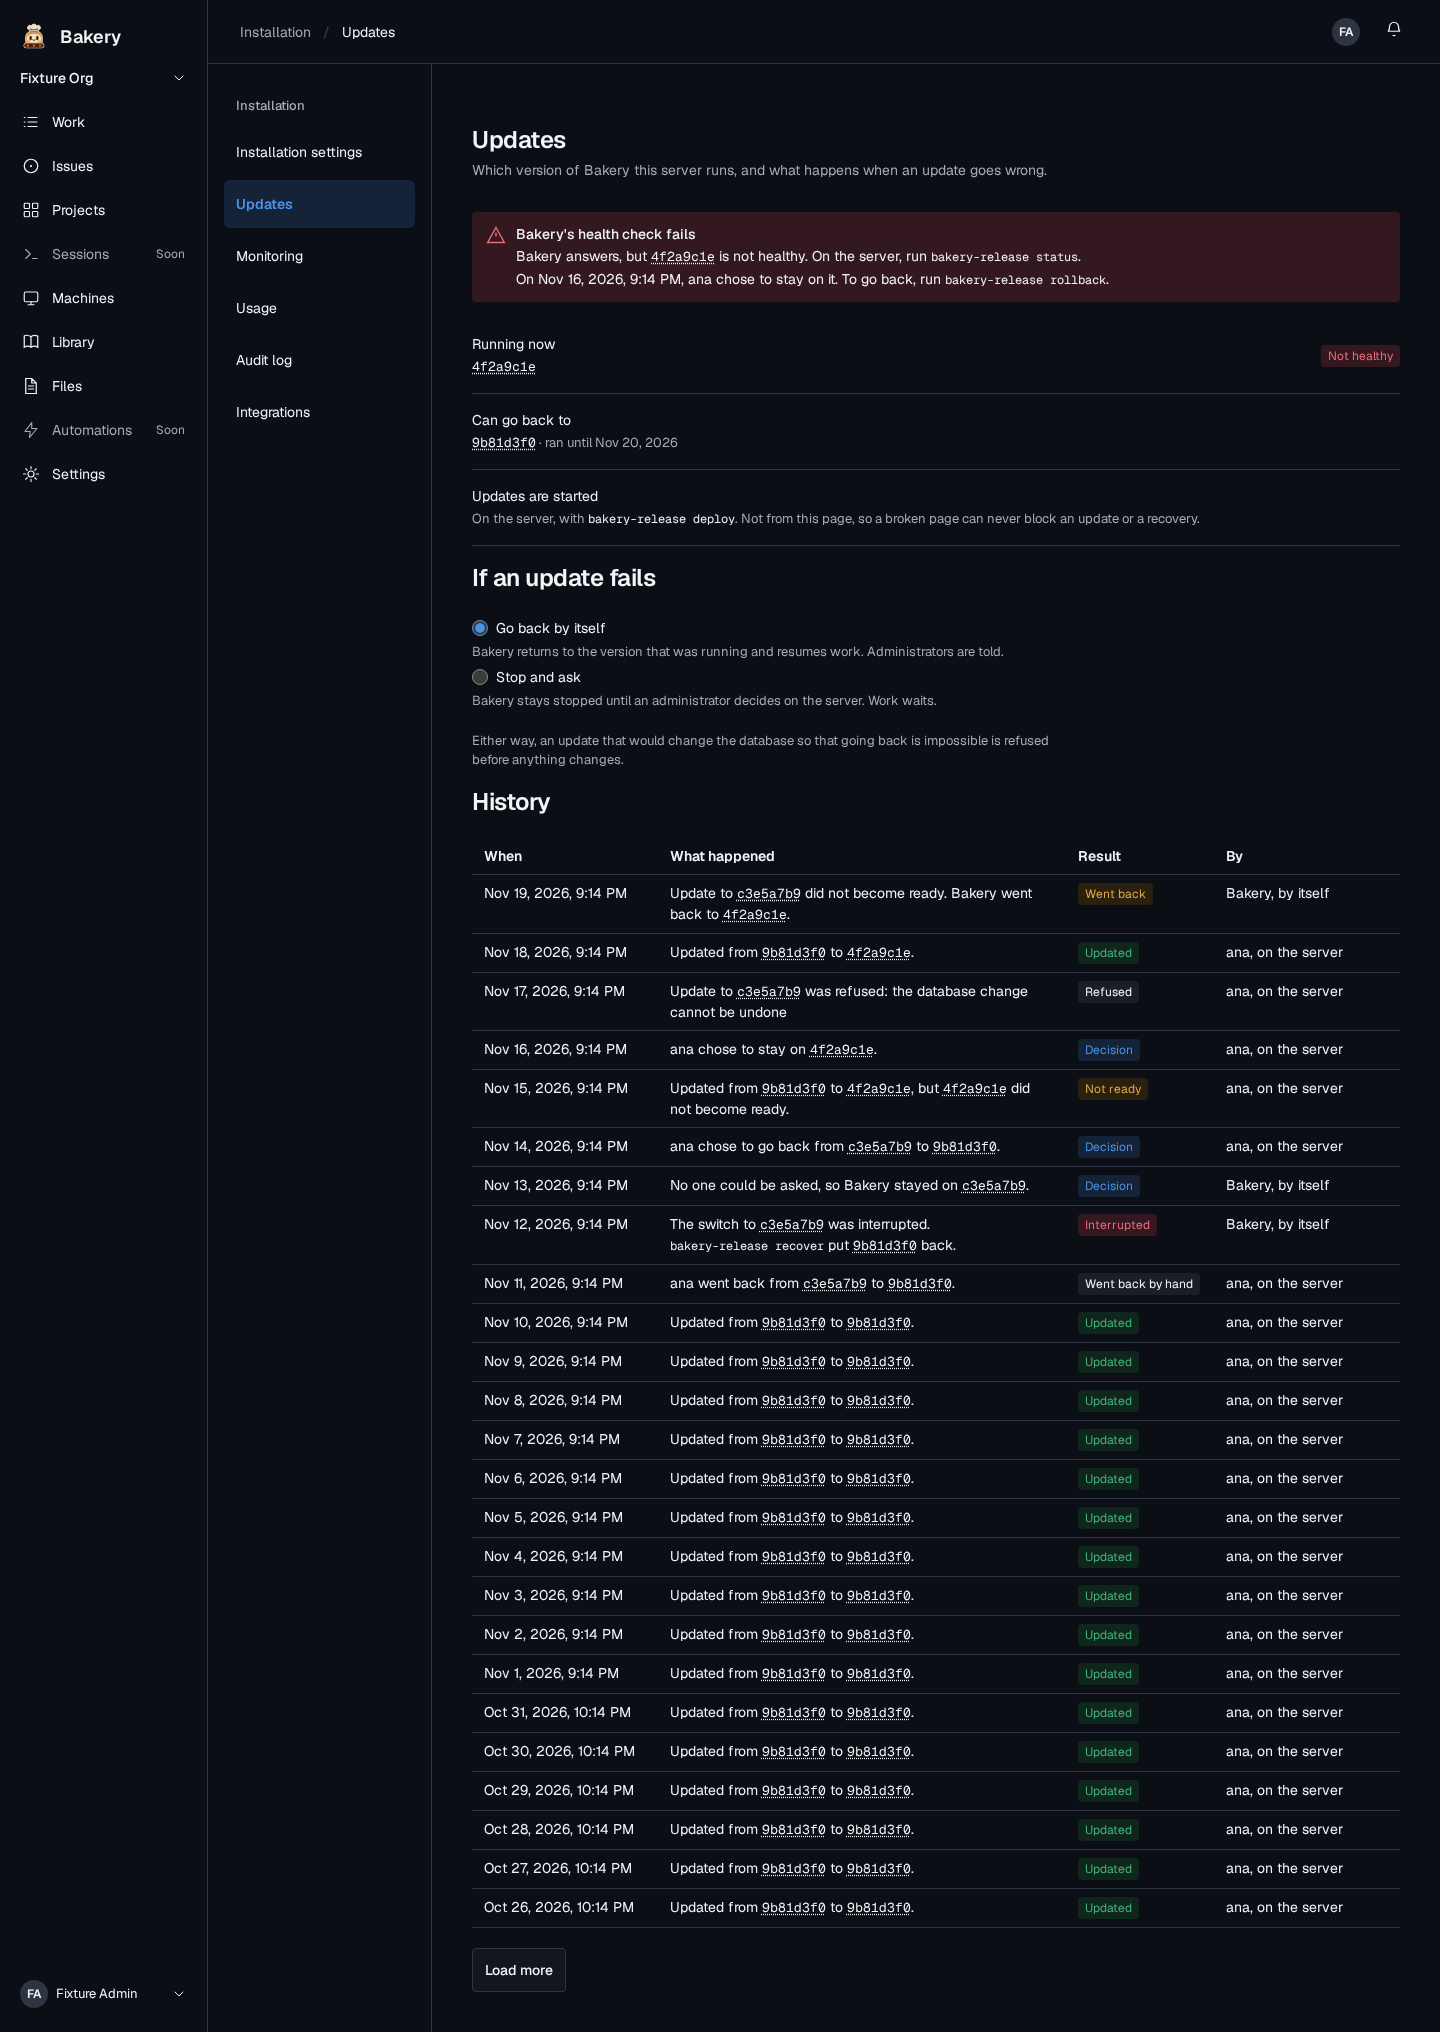 Bakery
Fixture Org
Work
Issues
Projects
Sessions Soon
Machines
Library
Files
Automations Soon
Settings
FA Fixture Admin
Installation / Updates
FA
Installation
Installation settings
Updates
Monitoring
Usage
Audit log
Integrations
Updates
Which version of Bakery this server runs, and what happens when an update goes wrong.
Bakery's health check fails
Bakery answers, but 4f2a9c1e is not healthy. On the server, run bakery-release status.
On Nov 16, 2026, 9:14 PM, ana chose to stay on it. To go back, run bakery-release rollback.
Running now
4f2a9c1e
Not healthy
Can go back to
9b81d3f0 · ran until Nov 20, 2026
Updates are started
On the server, with bakery-release deploy. Not from this page, so a broken page can never block an update or a recovery.
If an update fails
Go back by itself
Bakery returns to the version that was running and resumes work. Administrators are told.
Stop and ask
Bakery stays stopped until an administrator decides on the server. Work waits.
Either way, an update that would change the database so that going back is impossible is refused
before anything changes.
History
When What happened Result By
Nov 19, 2026, 9:14 PM Update to c3e5a7b9 did not become ready. Bakery went Went back Bakery, by itself
back to 4f2a9c1e.
Nov 18, 2026, 9:14 PM Updated from 9b81d3f0 to 4f2a9c1e. Updated ana, on the server
Nov 17, 2026, 9:14 PM Update to c3e5a7b9 was refused: the database change Refused ana, on the server
cannot be undone
Nov 16, 2026, 9:14 PM ana chose to stay on 4f2a9c1e. Decision ana, on the server
Nov 15, 2026, 9:14 PM Updated from 9b81d3f0 to 4f2a9c1e, but 4f2a9c1e did Not ready ana, on the server
not become ready.
Nov 14, 2026, 9:14 PM ana chose to go back from c3e5a7b9 to 9b81d3f0. Decision ana, on the server
Nov 13, 2026, 9:14 PM No one could be asked, so Bakery stayed on c3e5a7b9. Decision Bakery, by itself
Nov 12, 2026, 9:14 PM The switch to c3e5a7b9 was interrupted. Interrupted Bakery, by itself
bakery-release recover put 9b81d3f0 back.
Nov 11, 2026, 9:14 PM ana went back from c3e5a7b9 to 9b81d3f0. Went back by hand ana, on the server
Nov 10, 2026, 9:14 PM Updated from 9b81d3f0 to 9b81d3f0. Updated ana, on the server
Nov 9, 2026, 9:14 PM Updated from 9b81d3f0 to 9b81d3f0. Updated ana, on the server
Nov 8, 2026, 9:14 PM Updated from 9b81d3f0 to 9b81d3f0. Updated ana, on the server
Nov 7, 2026, 9:14 PM Updated from 9b81d3f0 to 9b81d3f0. Updated ana, on the server
Nov 6, 2026, 9:14 PM Updated from 9b81d3f0 to 9b81d3f0. Updated ana, on the server
Nov 5, 2026, 9:14 PM Updated from 9b81d3f0 to 9b81d3f0. Updated ana, on the server
Nov 4, 2026, 9:14 PM Updated from 9b81d3f0 to 9b81d3f0. Updated ana, on the server
Nov 3, 2026, 9:14 PM Updated from 9b81d3f0 to 9b81d3f0. Updated ana, on the server
Nov 2, 2026, 9:14 PM Updated from 9b81d3f0 to 9b81d3f0. Updated ana, on the server
Nov 1, 2026, 9:14 PM Updated from 9b81d3f0 to 9b81d3f0. Updated ana, on the server
Oct 31, 2026, 10:14 PM Updated from 9b81d3f0 to 9b81d3f0. Updated ana, on the server
Oct 30, 2026, 10:14 PM Updated from 9b81d3f0 to 9b81d3f0. Updated ana, on the server
Oct 29, 2026, 10:14 PM Updated from 9b81d3f0 to 9b81d3f0. Updated ana, on the server
Oct 28, 2026, 10:14 PM Updated from 9b81d3f0 to 9b81d3f0. Updated ana, on the server
Oct 27, 2026, 10:14 PM Updated from 9b81d3f0 to 9b81d3f0. Updated ana, on the server
Oct 26, 2026, 10:14 PM Updated from 9b81d3f0 to 9b81d3f0. Updated ana, on the server
Load more